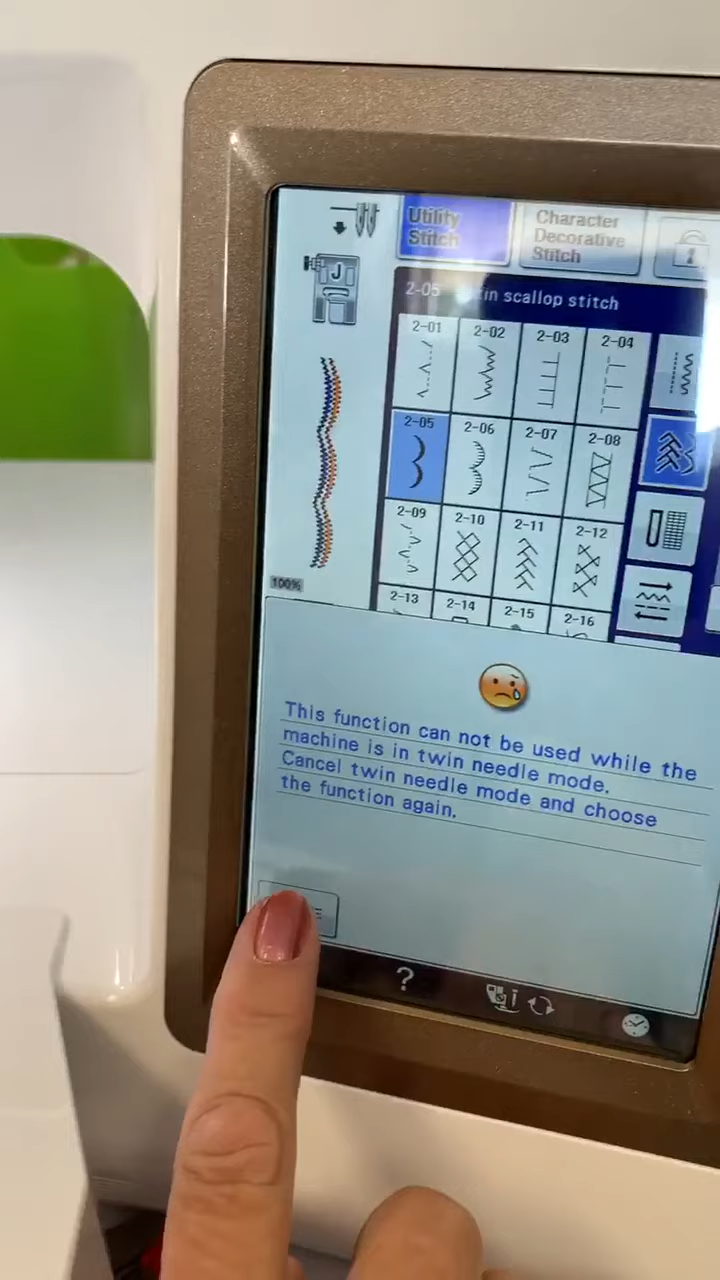 Utility
Stitch
Character
Decorative
Stitch
J
2-05 tin scallop stitch
2-01 2-02 2-03 2-04
2-05 2-06 2-07 2-08
2-09 2-10 2-11 2-12
100%
2-13 2-14 2-15 2-16
This function can not be used while the
machine is in twin needle mode.
Cancel twin needle mode and choose
the function again.
?